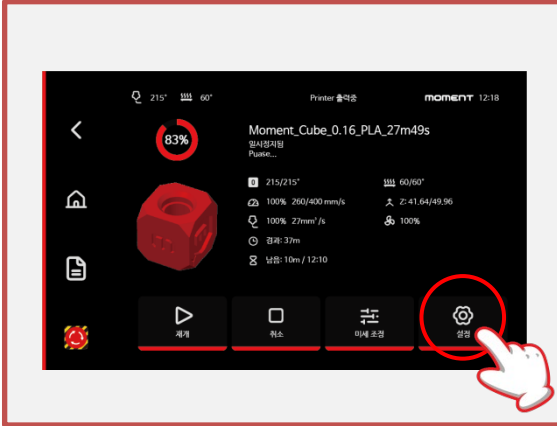 215° 60° Printer 출력중 moment 12:18
83%
Moment_Cube_0.16_PLA_27m49s
일시정지됨
Puase...
0 215/215° 60/60°
100% 260/400 mm/s Z: 41.64/49.96
100% 27mm³/s 100%
경과: 37m
남음: 10m / 12:10
m
재개 취소 미세 조정 설정